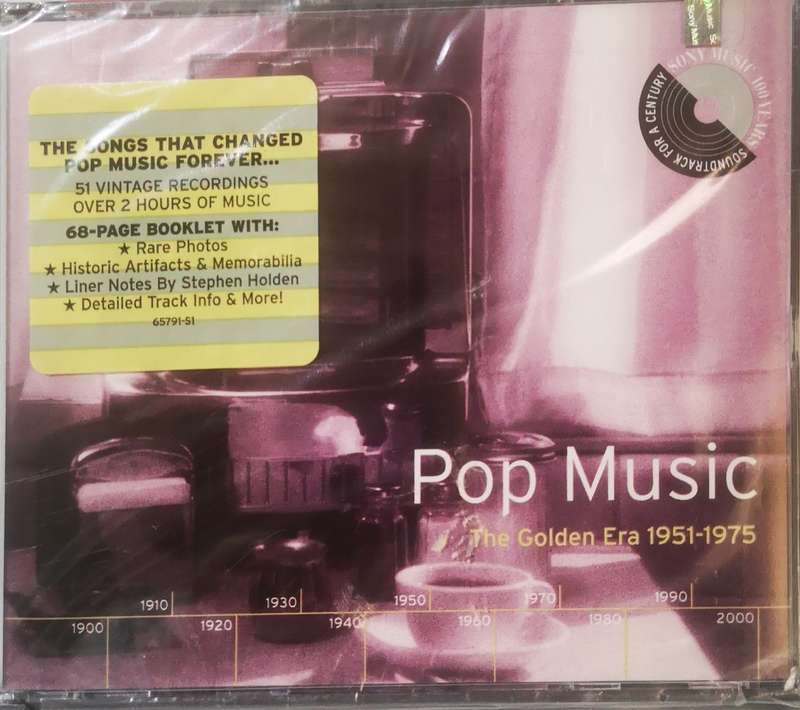 THE SONGS THAT CHANGED
POP MUSIC FOREVER...
51 VINTAGE RECORDINGS
OVER 2 HOURS OF MUSIC
68-PAGE BOOKLET WITH:
★ Rare Photos
★ Historic Artifacts & Memorabilia
★ Liner Notes By Stephen Holden
★ Detailed Track Info & More!
65791-S1
SONY MUSIC 100 YEARS
SOUNDTRACK FOR A CENTURY
Pop Music
The Golden Era 1951-1975
1910 1930 1950 1970 1990
1900 1920 1940 1960 1980 2000